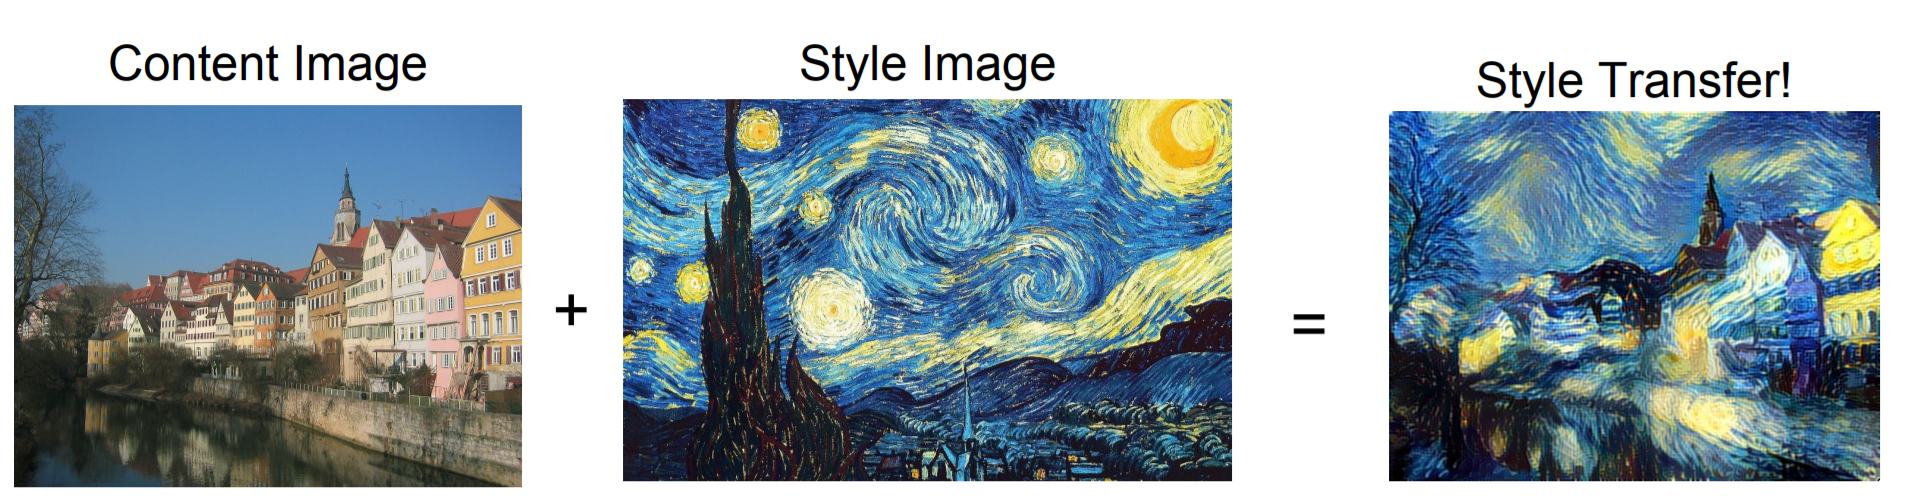 Content Image
Style Image
Style Transfer!
+
=